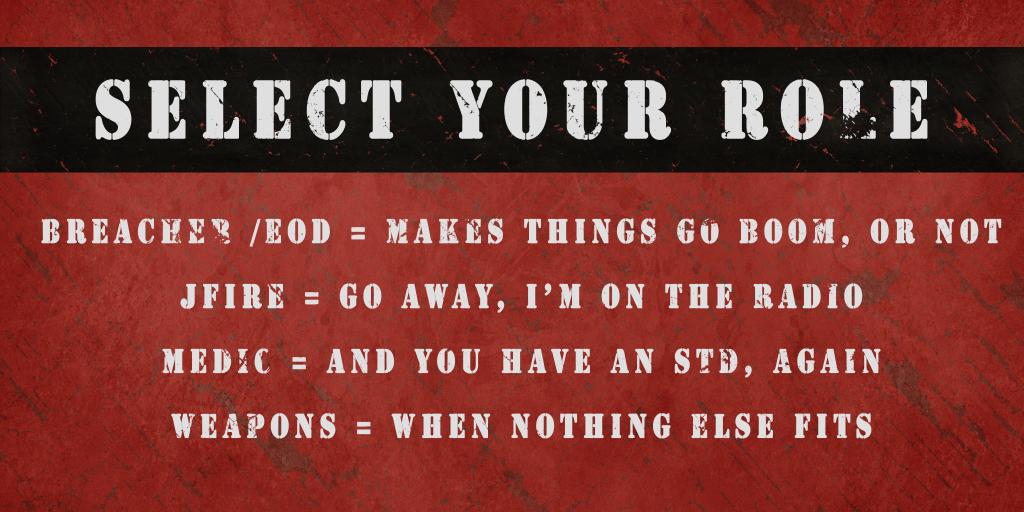 SELECT YOUR ROLE
BREACHER /EOD = MAKES THINGS GO BOOM, OR NOT
JFIRE = GO AWAY, I'M ON THE RADIO
MEDIC = AND YOU HAVE AN STD, AGAIN
WEAPONS = WHEN NOTHING ELSE FITS